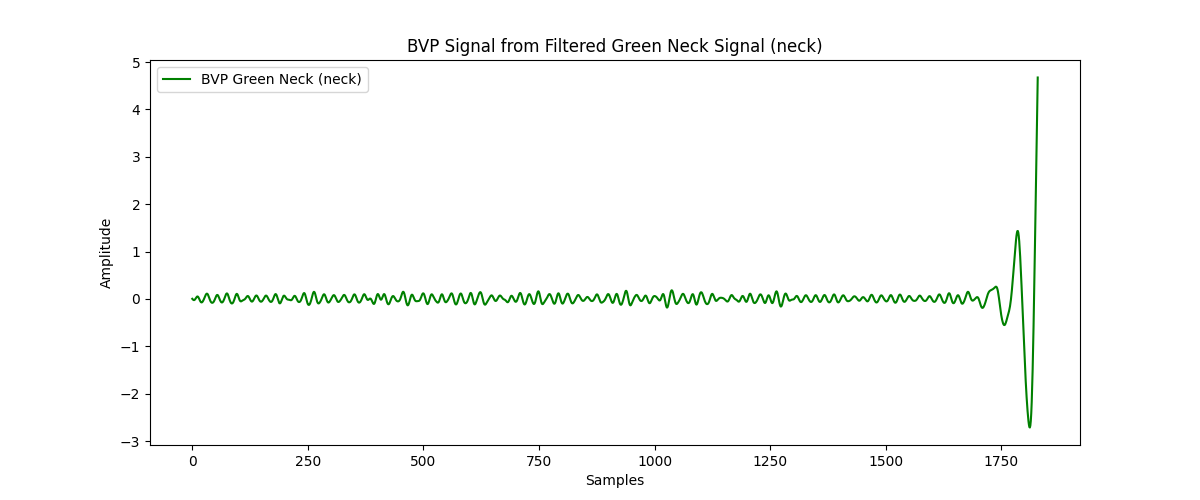 BVP Signal from Filtered Green Neck Signal (neck)
BVP Green Neck (neck)
5
4
3
2
1
0
−1
−2
−3
Amplitude
0 250 500 750 1000 1250 1500 1750
Samples